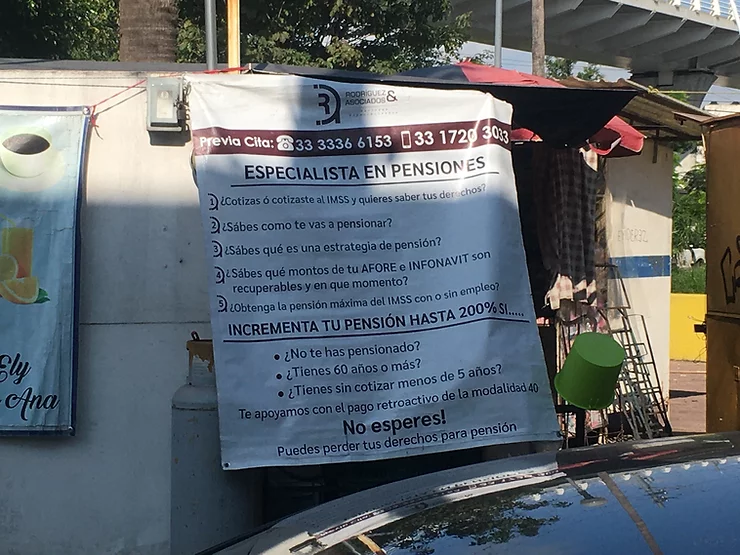 RODRIGUEZ &
ASOCIADOS
Previa Cita: 33 3336 6153 33 1720 3033
ESPECIALISTA EN PENSIONES
1 ¿Cotizas ó cotizaste al IMSS y quieres saber tus derechos?
2 ¿Sábes como te vas a pensionar?
3 ¿Sábes qué es una estrategia de pensión?
4 ¿Sábes qué montos de tu AFORE e INFONAVIT son
recuperables y en que momento?
5 ¿Obtenga la pensión máxima del IMSS con o sin empleo?
INCREMENTA TU PENSIÓN HASTA 200% SI.....
• ¿No te has pensionado?
• ¿Tienes 60 años o más?
• ¿Tienes sin cotizar menos de 5 años?
Te apoyamos con el pago retroactivo de la modalidad 40
No esperes!
Puedes perder tus derechos para pensión
Ely
Ana